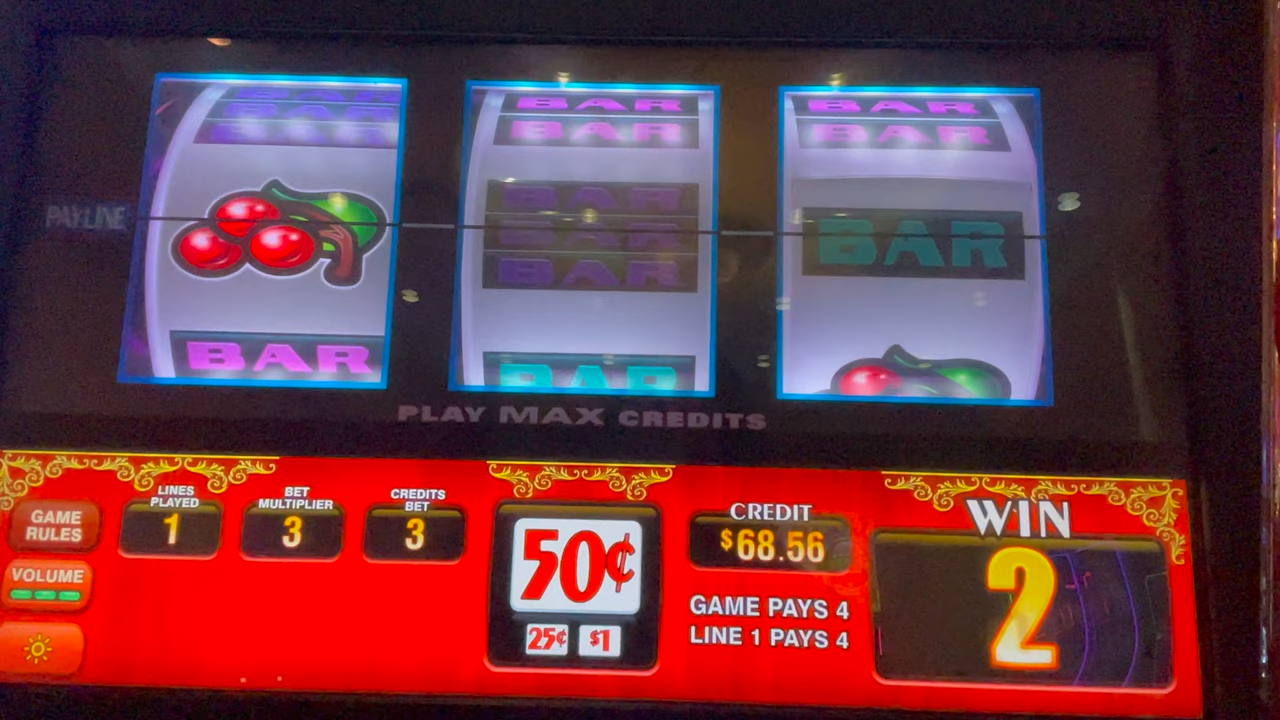 BAR BAR BAR
BAR BAR BAR
PAYLINE
BAR
BAR BAR
BAR
BAR
BAR
PLAY MAX CREDITS
GAME RULES
VOLUME
LINES PLAYED
1
BET MULTIPLIER
3
CREDITS BET
3
50¢
25¢ $1
CREDIT
$68.56
GAME PAYS 4
LINE 1 PAYS 4
WIN
2